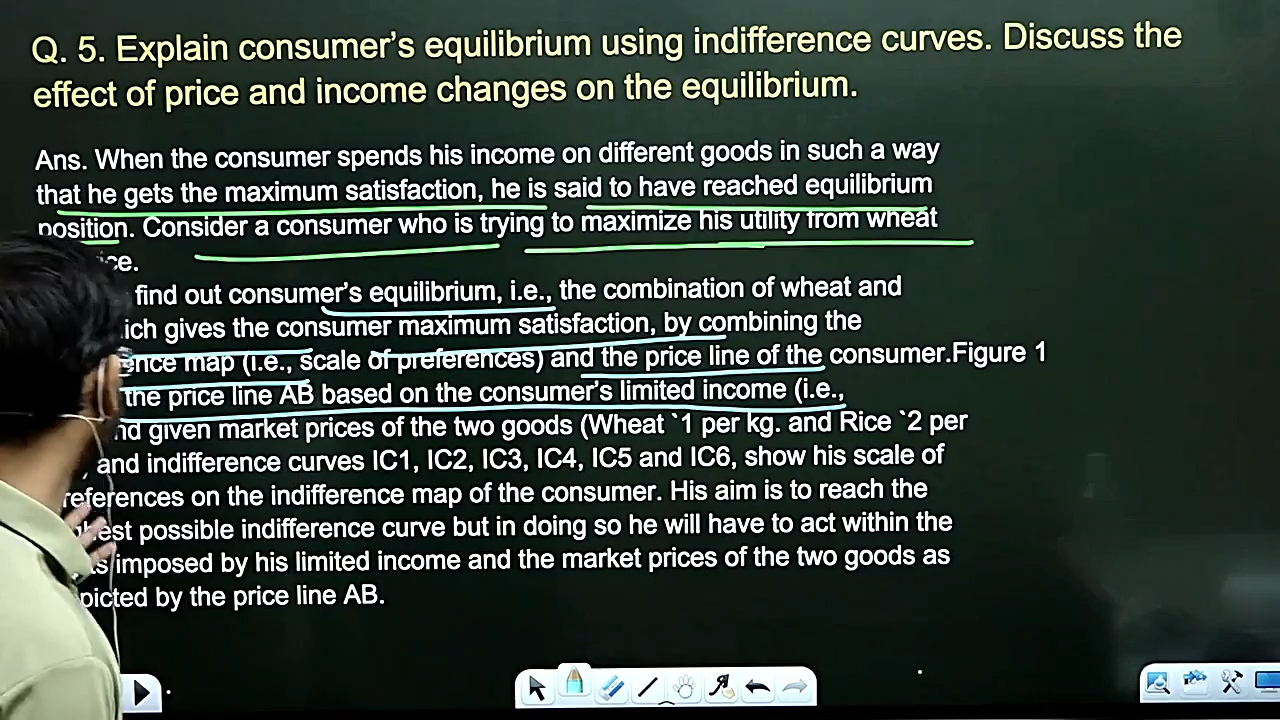 Q. 5. Explain consumer's equilibrium using indifference curves. Discuss the
effect of price and income changes on the equilibrium.
Ans. When the consumer spends his income on different goods in such a way
that he gets the maximum satisfaction, he is said to have reached equilibrium
position. Consider a consumer who is trying to maximize his utility from wheat
find out consumer's equilibrium, i.e., the combination of wheat and
gives the consumer maximum satisfaction, by combining the
map (i.e., scale of preferences) and the price line of the consumer.Figure 1
the price line AB based on the consumer's limited income (i.e.,
given market prices of the two goods (Wheat `1 per kg. and Rice `2 per
and indifference curves IC1, IC2, IC3, IC4, IC5 and IC6, show his scale of
on the indifference map of the consumer. His aim is to reach the
possible indifference curve but in doing so he will have to act within the
imposed by his limited income and the market prices of the two goods as
by the price line AB.